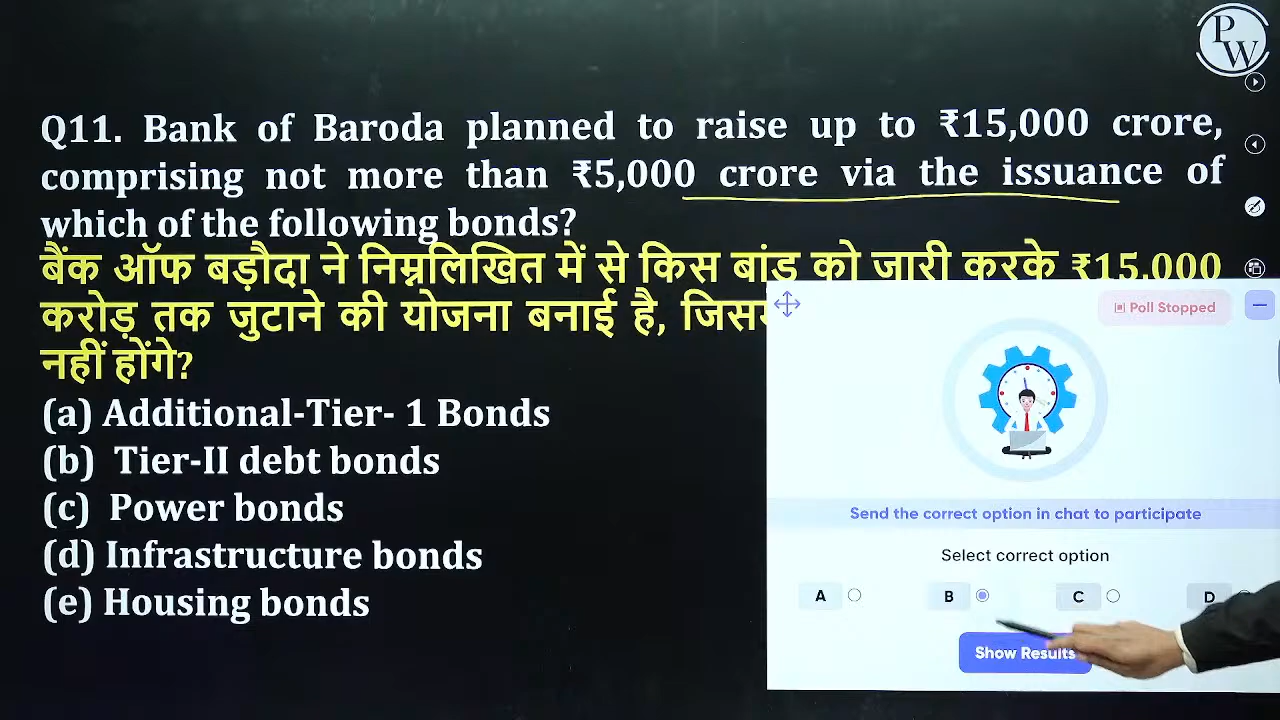 PW
Q11. Bank of Baroda planned to raise up to ₹15,000 crore,
comprising not more than ₹5,000 crore via the issuance of
which of the following bonds?
बैंक ऑफ बड़ौदा ने निम्नलिखित में से किस बांड को जारी करके ₹15,000
करोड़ तक जुटाने की योजना बनाई है,
नहीं होंगे?
(a) Additional-Tier- 1 Bonds
(b) Tier-II debt bonds
(c) Power bonds
(d) Infrastructure bonds
(e) Housing bonds
Poll Stopped
Send the correct option in chat to participate
Select correct option
A B C D
Show Results